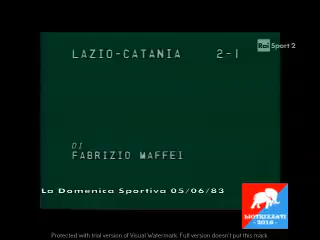 LAZIO-CATANIA 2-1
Rai Sport 2
DI
FABRIZIO MAFFEI
La Domenica Sportiva 05/06/83
- 2016 -
Protected with trial version of Visual Watermark. Full version doesn't put this mark.